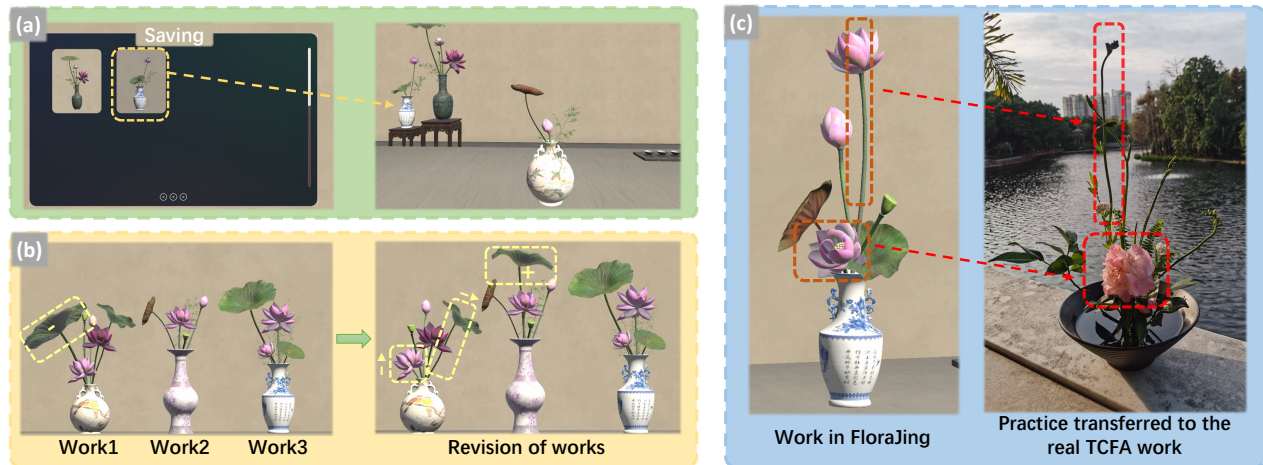 (a)
Saving
(b)
Work1
Work2
Work3
Revision of works
(c)
Work in FloraJing
Practice transferred to the
real TCFA work